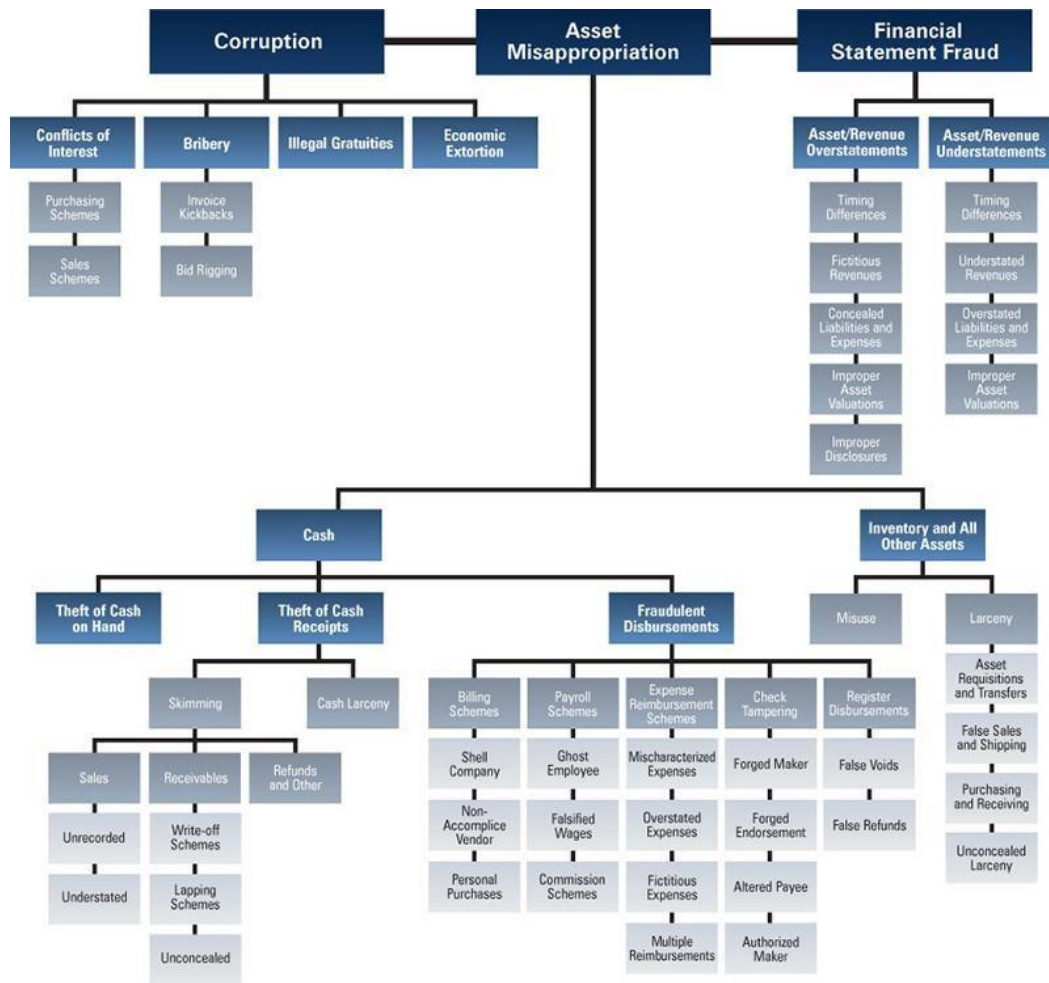 Corruption
Asset
Misappropriation
Financial
Statement Fraud
Conflicts of
Interest
Bribery
Illegal Gratuities
Economic
Extortion
Asset/Revenue
Overstatements
Asset/Revenue
Understatements
Purchasing
Schemes
Invoice
Kickbacks
Timing
Differences
Timing
Differences
Sales
Schemes
Bid Rigging
Fictitious
Revenues
Understated
Revenues
Concealed
Liabilities and
Expenses
Overstated
Liabilities and
Expenses
Improper
Asset
Valuations
Improper
Asset
Valuations
Improper
Disclosures
Cash
Inventory and All
Other Assets
Theft of Cash
on Hand
Theft of Cash
Receipts
Fraudulent
Disbursements
Misuse
Larceny
Skimming
Cash Larceny
Billing
Schemes
Payroll
Schemes
Expense
Reimbursement
Schemes
Check
Tampering
Register
Disbursements
Asset
Requisitions
and Transfers
Sales
Receivables
Refunds
and Other
Shell
Company
Ghost
Employee
Mischaracterized
Expenses
Forged Maker
False Voids
False Sales
and Shipping
Unrecorded
Write-off
Schemes
Non-
Accomplice
Vendor
Falsified
Wages
Overstated
Expenses
Forged
Endorsement
False Refunds
Purchasing
and Receiving
Understated
Lapping
Schemes
Personal
Purchases
Commission
Schemes
Fictitious
Expenses
Altered Payee
Unconcealed
Larceny
Unconcealed
Multiple
Reimbursements
Authorized
Maker